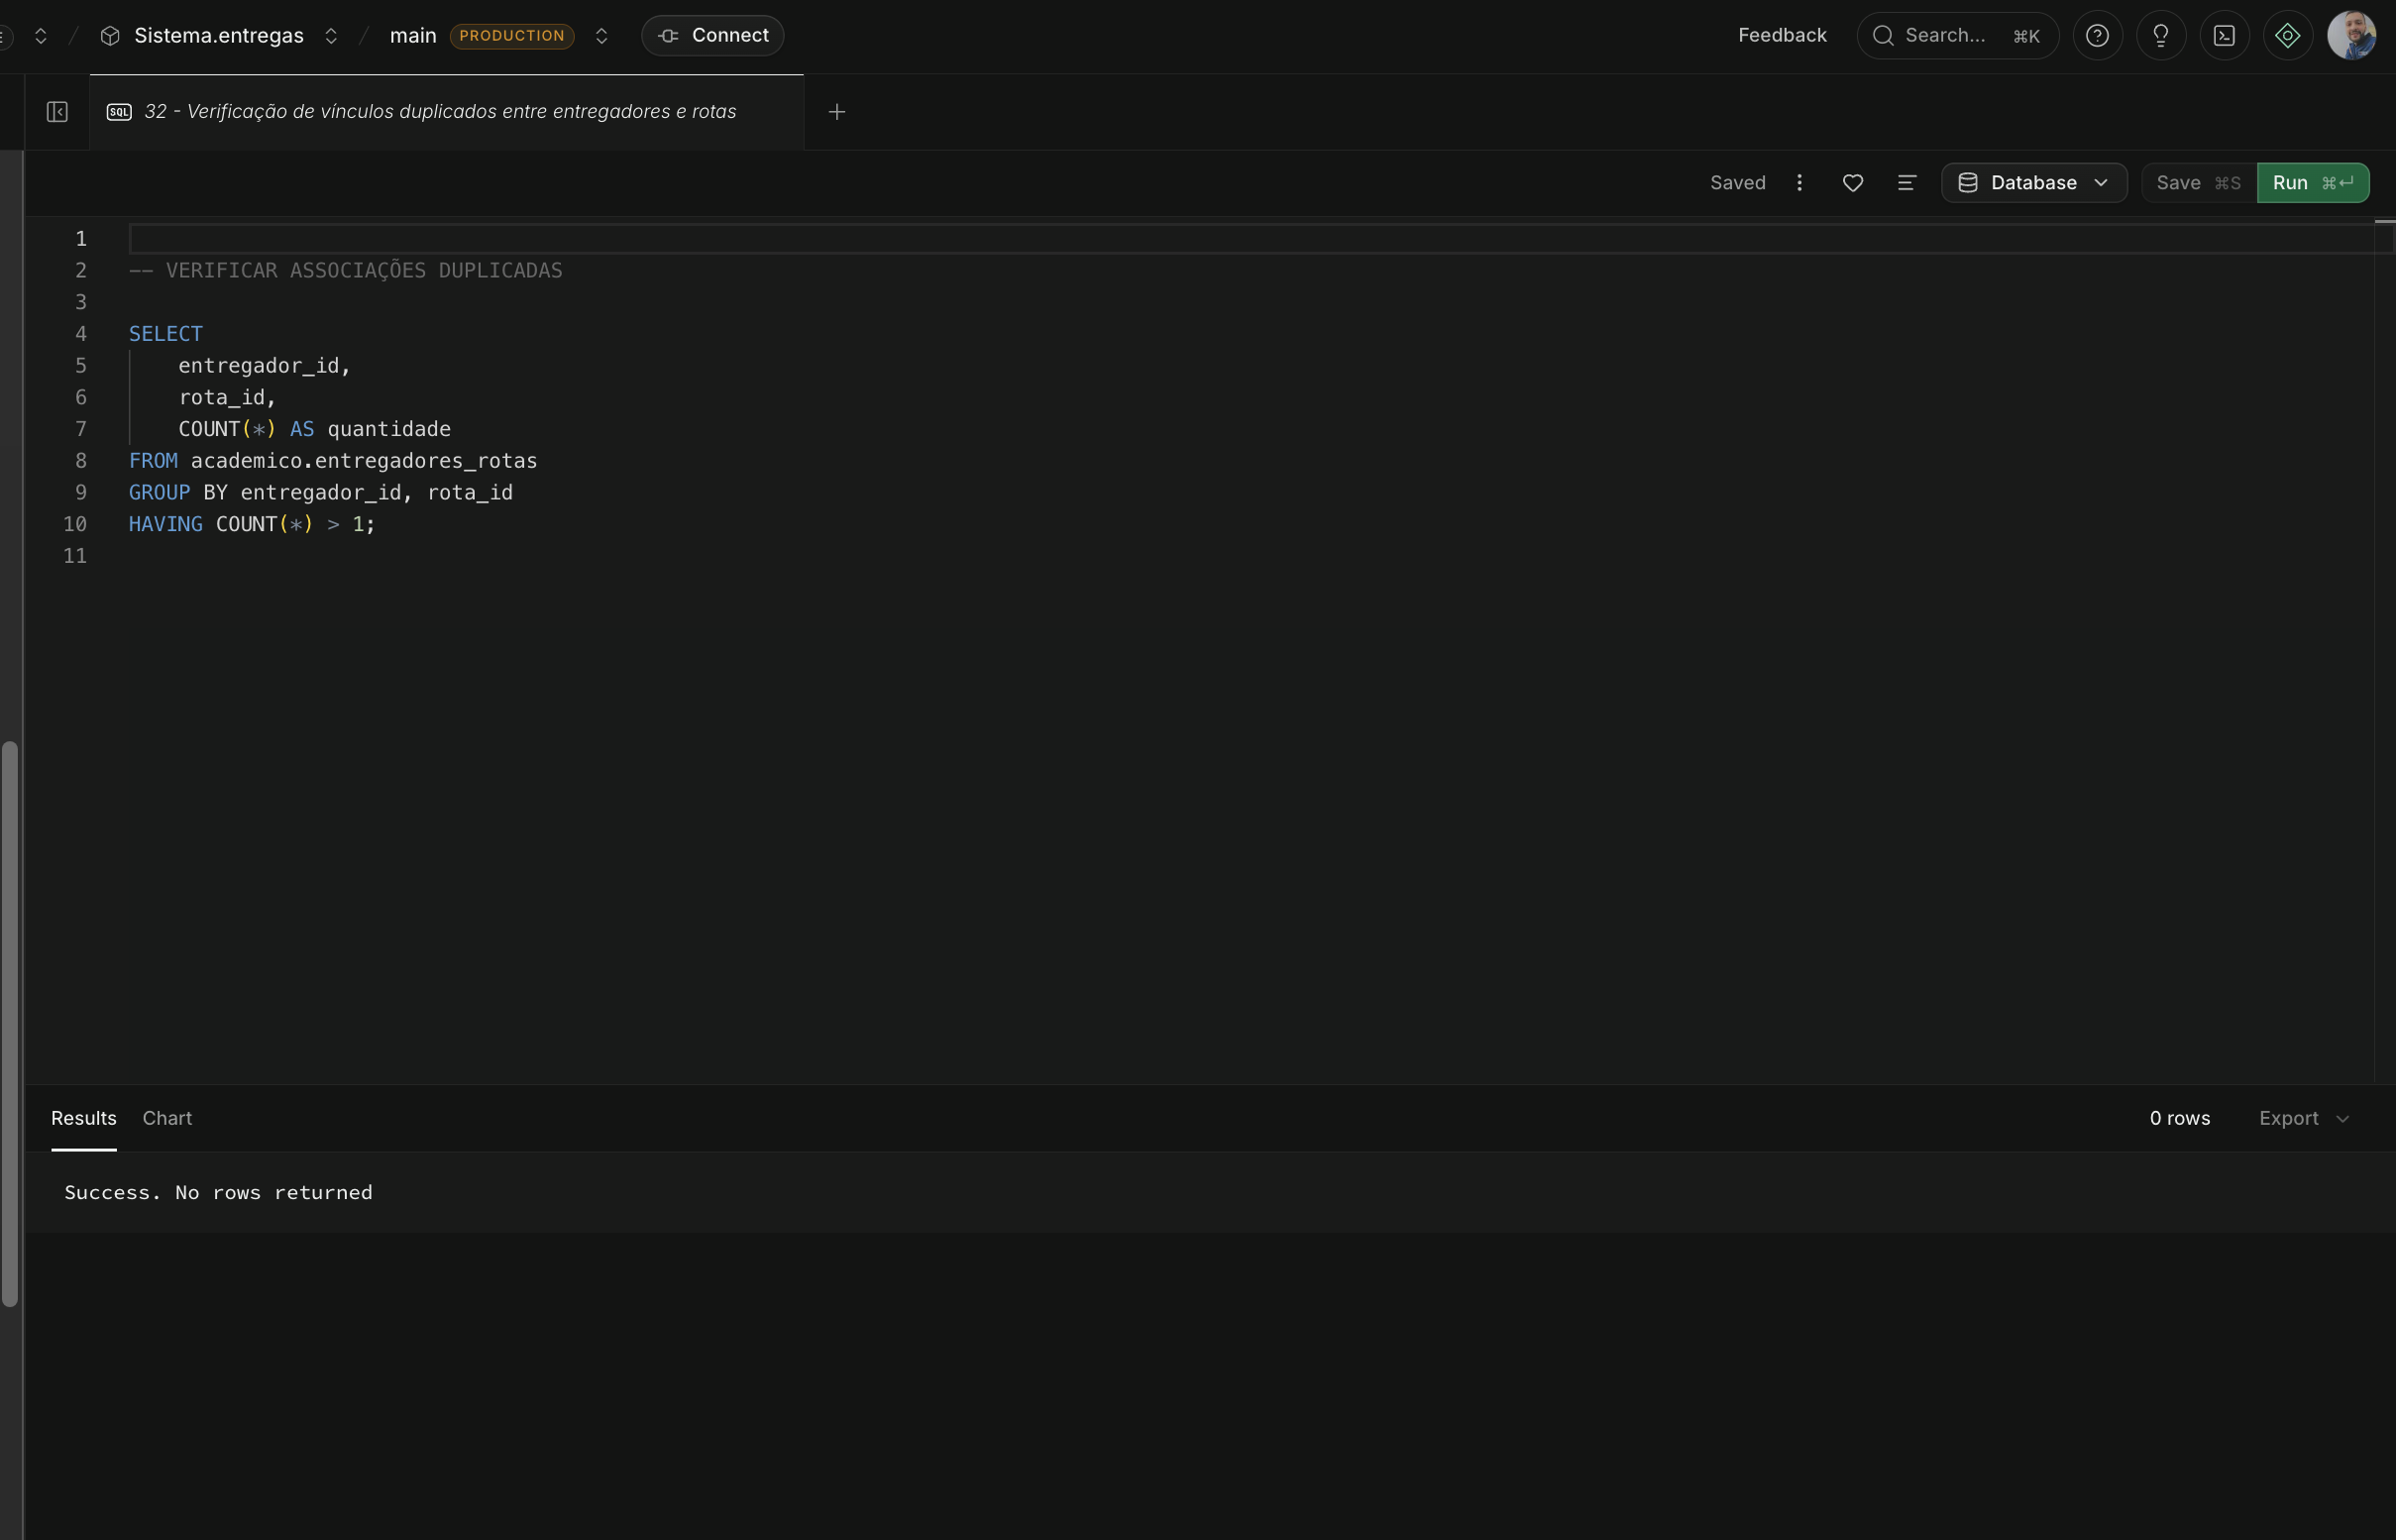 Sistema.entregas / main PRODUCTION Connect Feedback Search... ⌘K
SQL 32 - Verificação de vínculos duplicados entre entregadores e rotas
Saved Database Save ⌘S Run ⌘↵
1
2 -- VERIFICAR ASSOCIAÇÕES DUPLICADAS
3
4 SELECT
5 entregador_id,
6 rota_id,
7 COUNT(*) AS quantidade
8 FROM academico.entregadores_rotas
9 GROUP BY entregador_id, rota_id
10 HAVING COUNT(*) > 1;
11
Results Chart 0 rows Export
Success. No rows returned